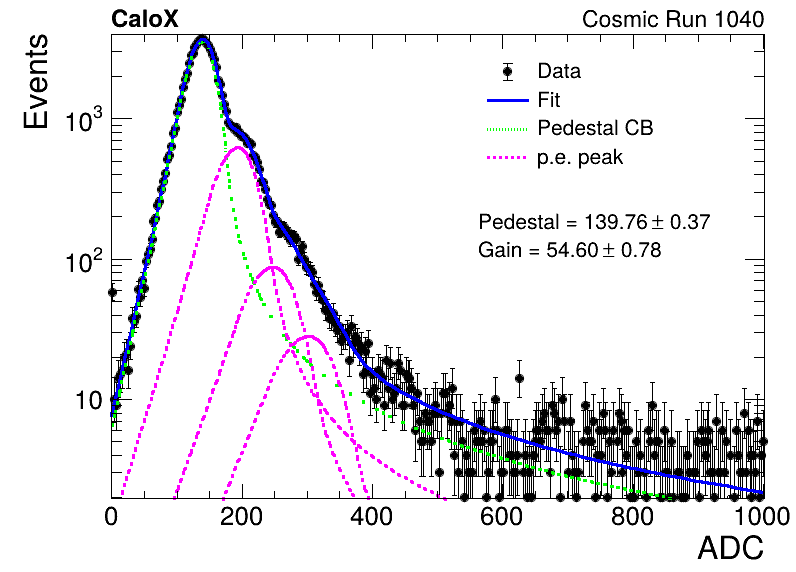 CaloX Cosmic Run 1040
Events
Data
Fit
Pedestal CB
p.e. peak
Pedestal = 139.76 ± 0.37
Gain = 54.60 ± 0.78
10³
10²
10
0 200 400 600 800 1000
ADC